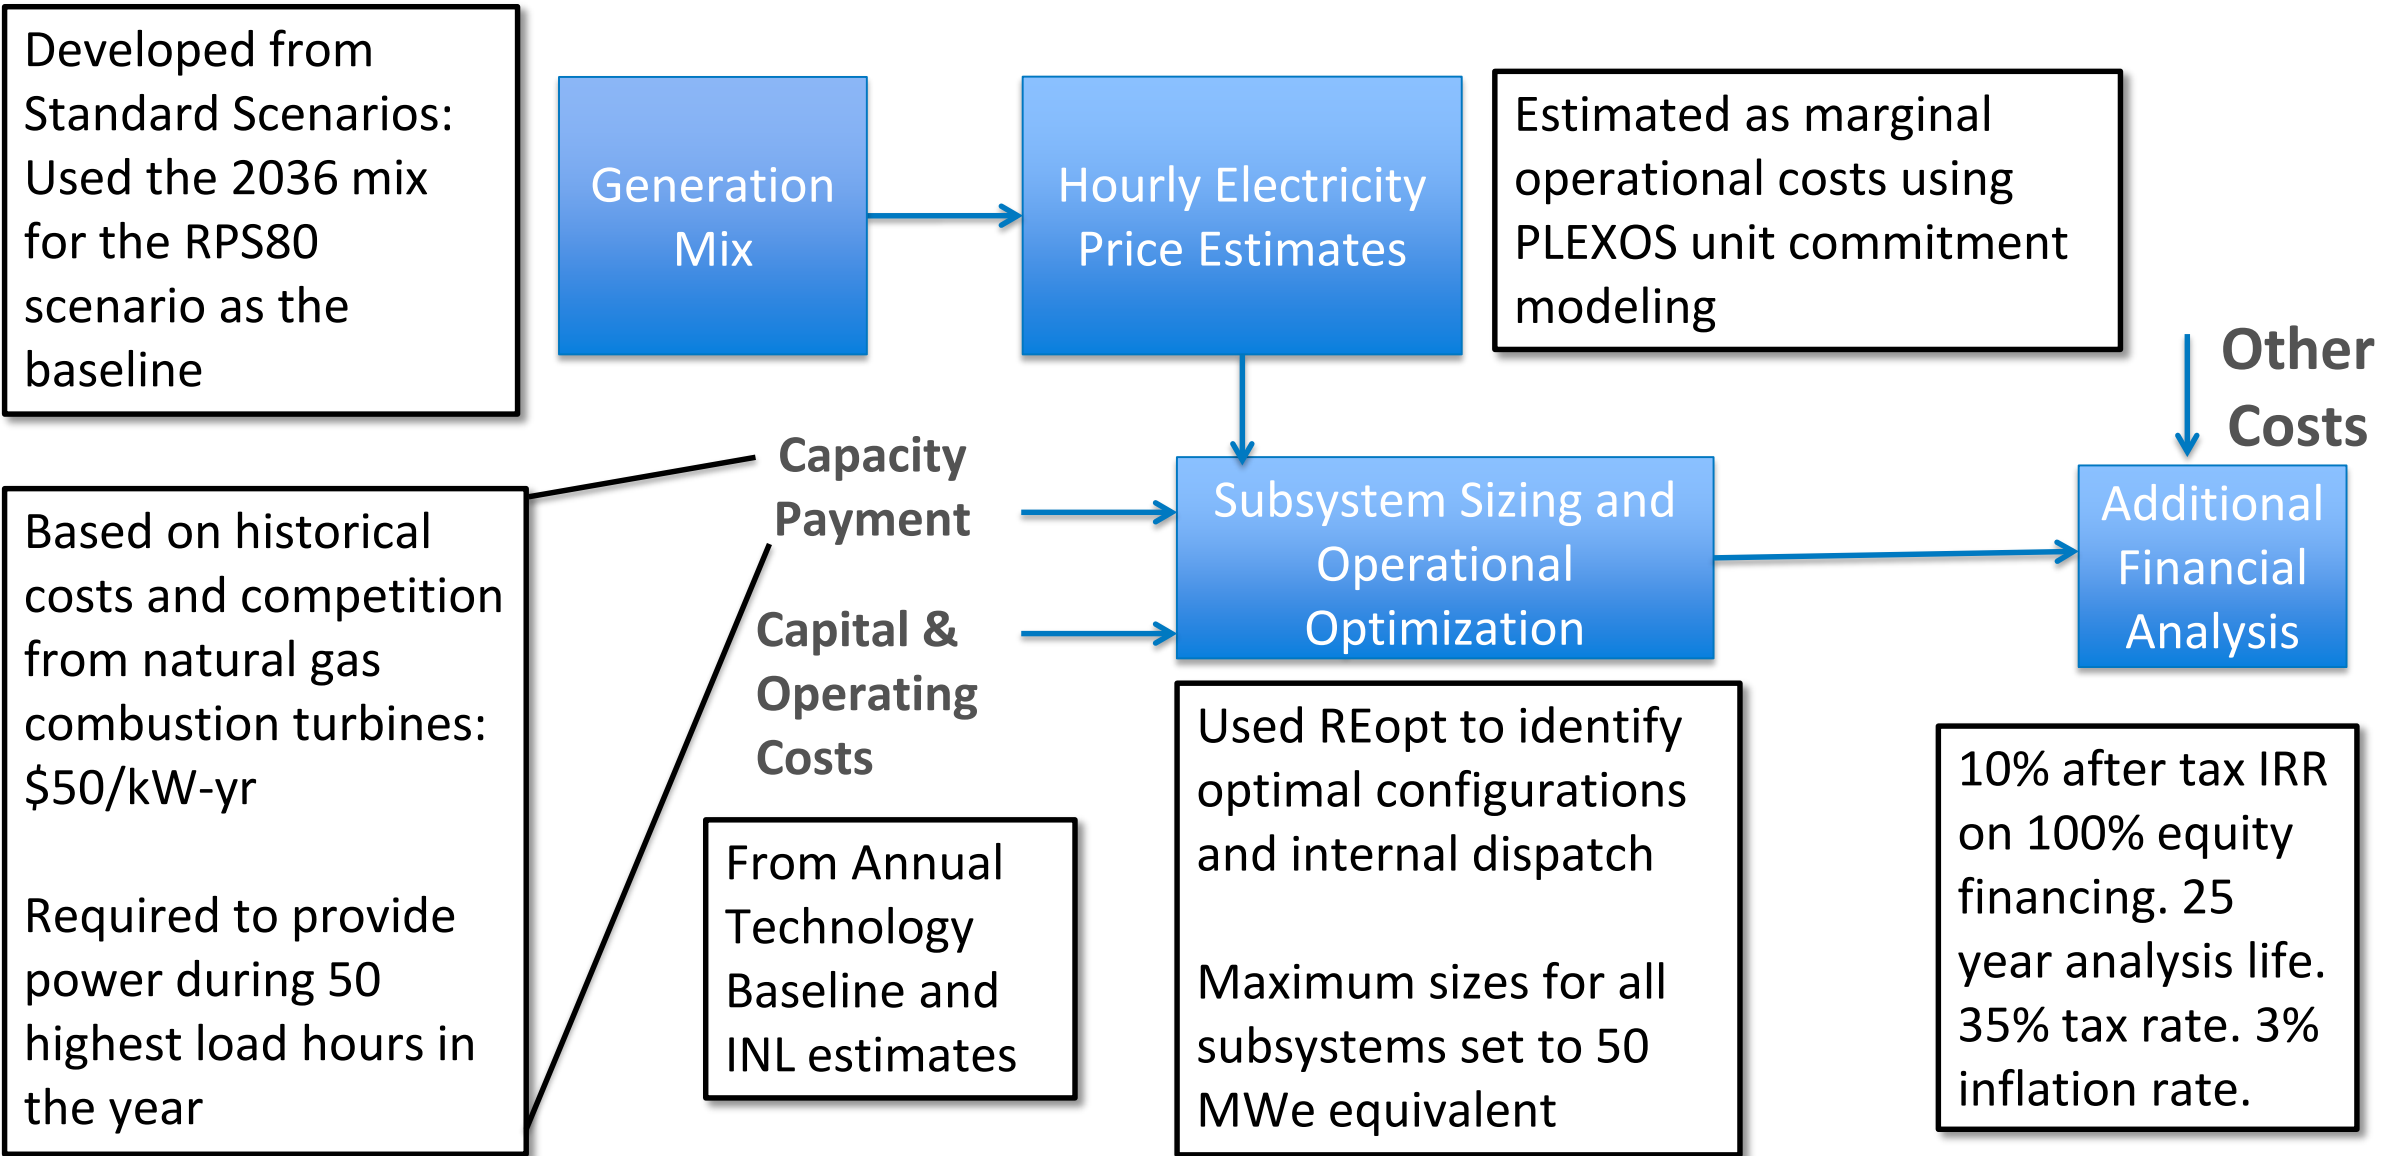 Developed from
Standard Scenarios:
Used the 2036 mix
for the RPS80
scenario as the
baseline
Generation
Mix
Hourly Electricity
Price Estimates
Estimated as marginal
operational costs using
PLEXOS unit commitment
modeling
Other
Costs
Capacity
Payment
Capital &
Operating
Costs
Subsystem Sizing and
Operational
Optimization
Additional
Financial
Analysis
Based on historical
costs and competition
from natural gas
combustion turbines:
$50/kW-yr
Required to provide
power during 50
highest load hours in
the year
From Annual
Technology
Baseline and
INL estimates
Used REopt to identify
optimal configurations
and internal dispatch
Maximum sizes for all
subsystems set to 50
MWe equivalent
10% after tax IRR
on 100% equity
financing. 25
year analysis life.
35% tax rate. 3%
inflation rate.